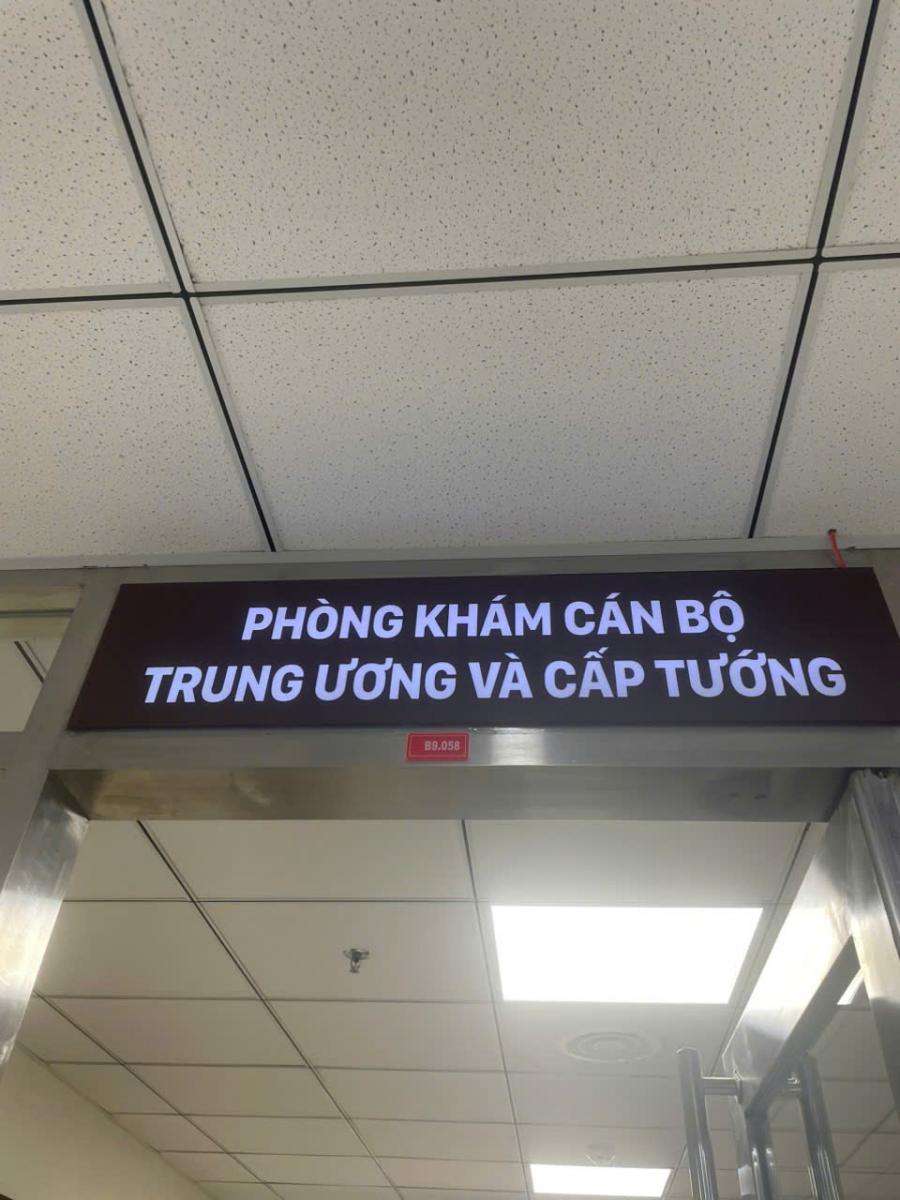 PHÒNG KHÁM CÁN BỘ
TRUNG ƯƠNG VÀ CẤP TƯỚNG
B9.058